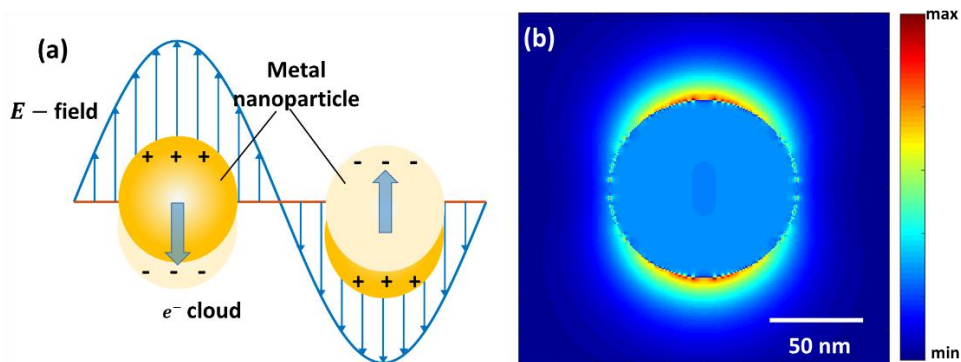 (a)
Metal
nanoparticle
E – field
+ + +
- - -
- - -
+ + +
e⁻ cloud
(b)
50 nm
max
min